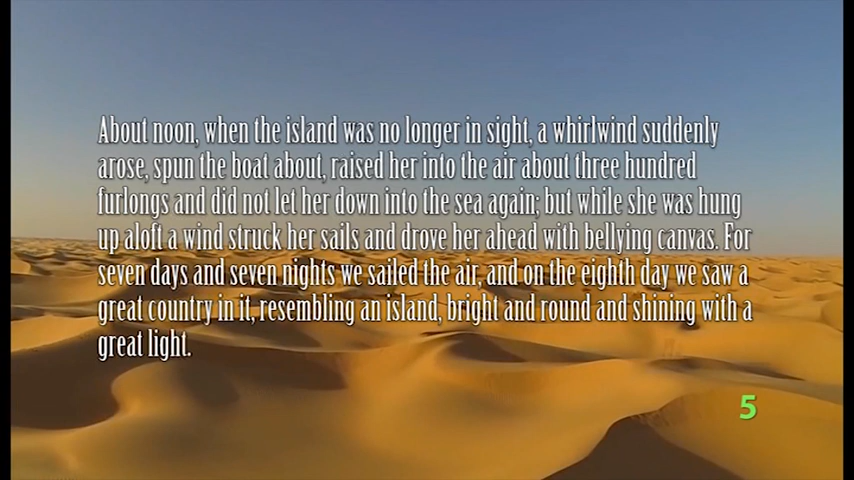 About noon, when the island was no longer in sight, a whirlwind suddenly
arose, spun the boat about, raised her into the air about three hundred
furlongs and did not let her down into the sea again; but while she was hung
up aloft a wind struck her sails and drove her ahead with bellying canvas. For
seven days and seven nights we sailed the air, and on the eighth day we saw a
great country in it, resembling an island, bright and round and shining with a
great light.
5